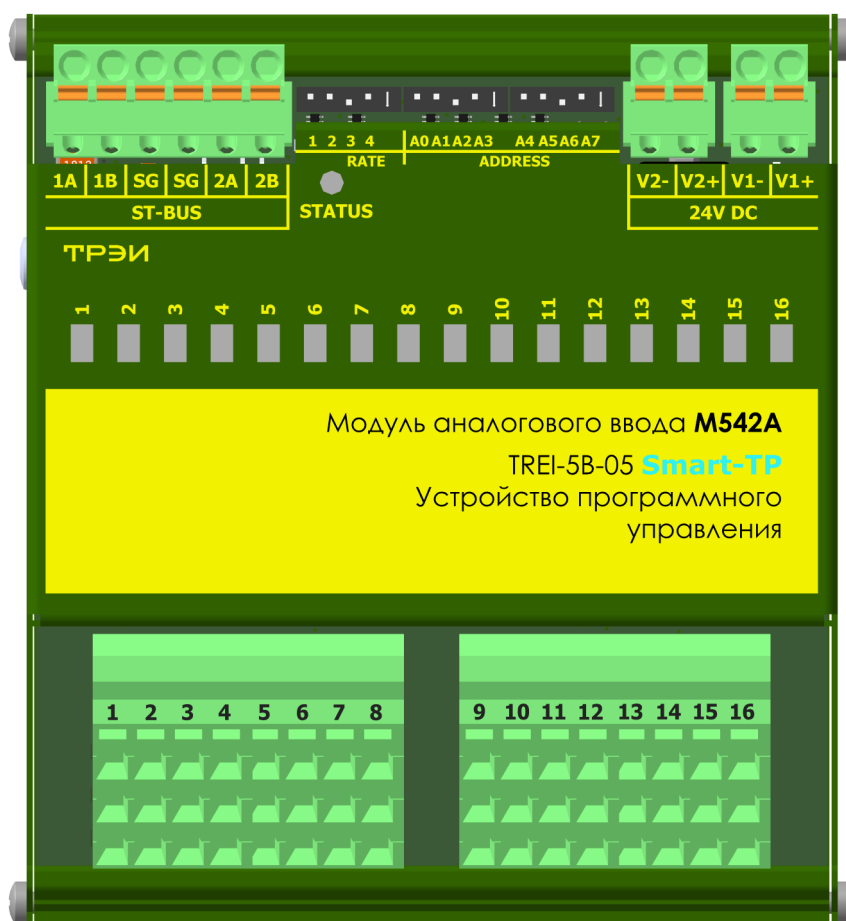 1 2 3 4 A0 A1 A2 A3 A4 A5 A6 A7
RATE ADDRESS
1A 1B SG SG 2A 2B
ST-BUS
STATUS
V2- V2+ V1- V1+
24V DC
ТРЭИ
1 2 3 4 5 6 7 8 9 10 11 12 13 14 15 16
Модуль аналогового ввода M542A
TREI-5B-05 Smart-TP
Устройство программного
управления
1 2 3 4 5 6 7 8 9 10 11 12 13 14 15 16